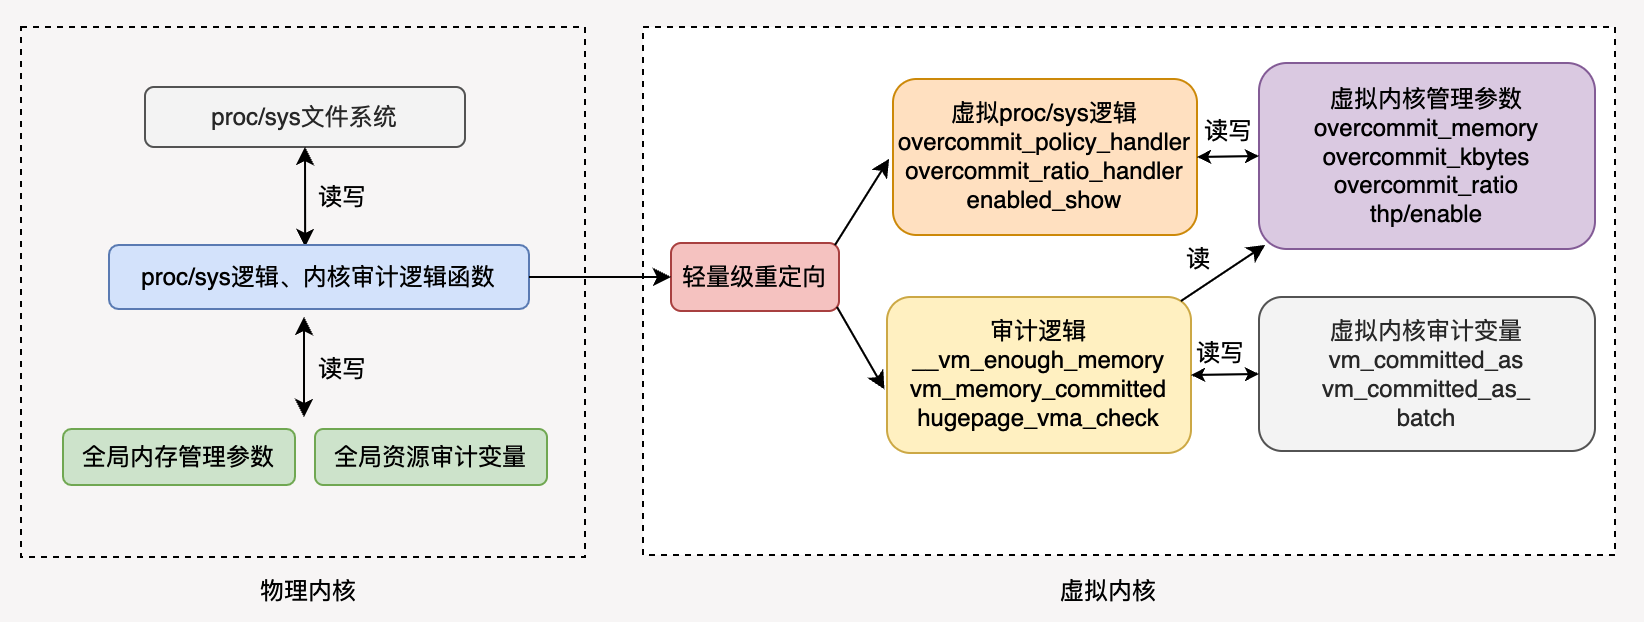 proc/sys文件系统
读写
proc/sys逻辑、内核审计逻辑函数
读写
全局内存管理参数
全局资源审计变量
物理内核
轻量级重定向
虚拟proc/sys逻辑
overcommit_policy_handler
overcommit_ratio_handler
enabled_show
读写
虚拟内核管理参数
overcommit_memory
overcommit_kbytes
overcommit_ratio
thp/enable
读
审计逻辑
__vm_enough_memory
vm_memory_committed
hugepage_vma_check
读写
虚拟内核审计变量
vm_committed_as
vm_committed_as_
batch
虚拟内核